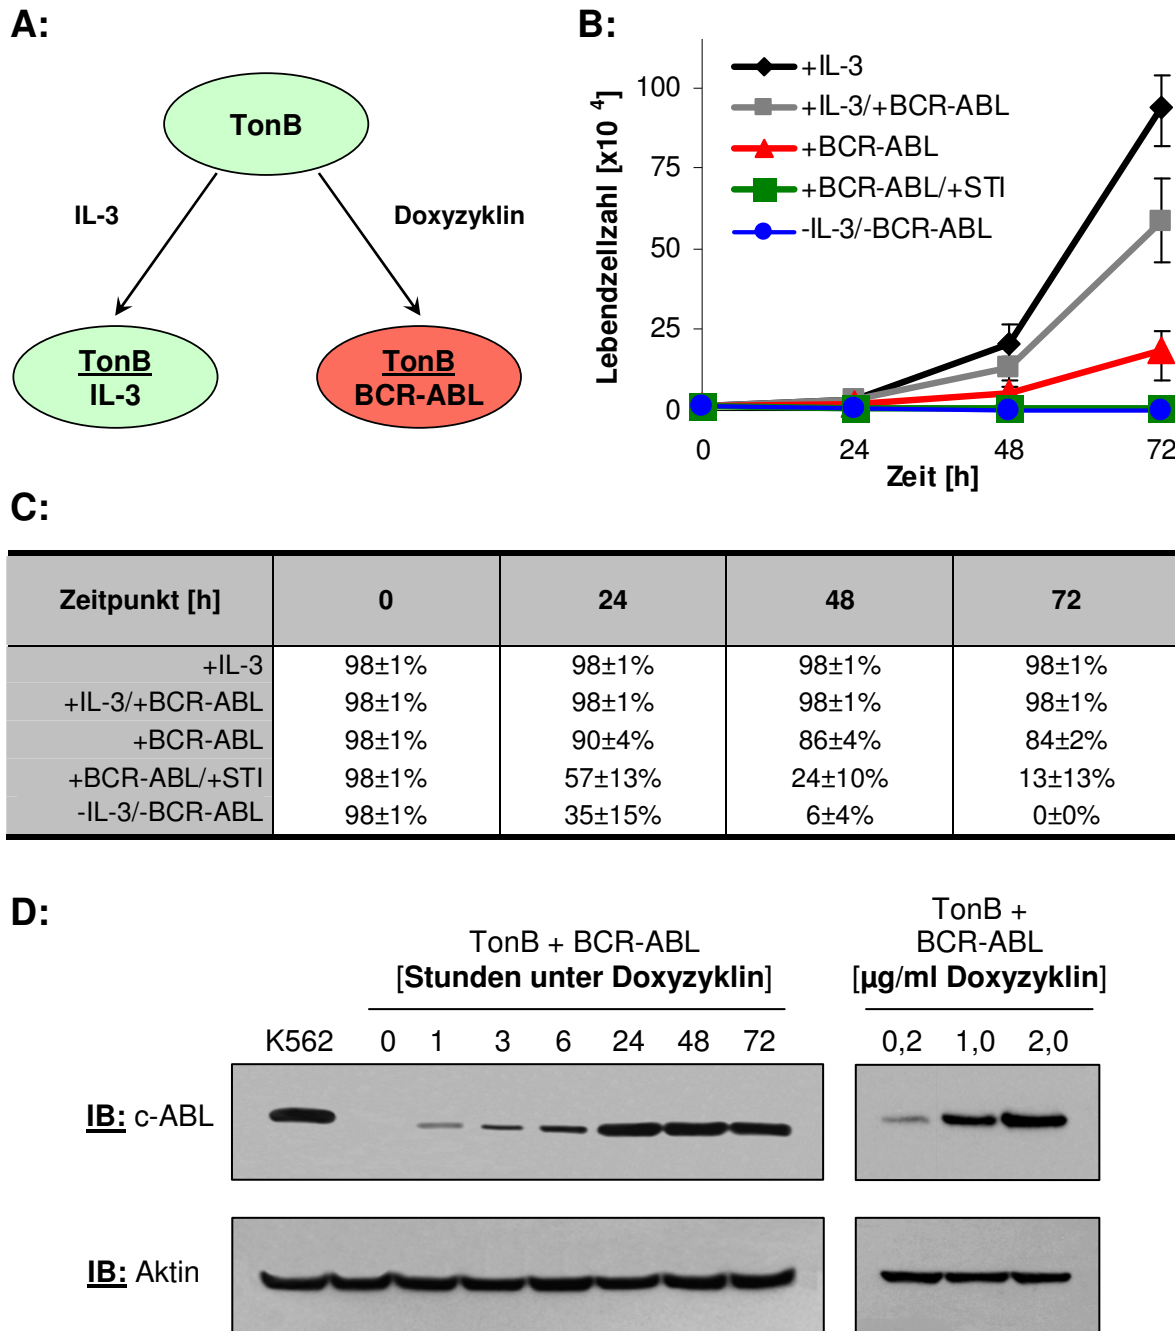 A:
TonB
IL-3
Doxyzyklin
TonB
IL-3
TonB
BCR-ABL
B:
Lebendzellzahl [x10 4]
100
75
50
25
0
+IL-3
+IL-3/+BCR-ABL
+BCR-ABL
+BCR-ABL/+STI
-IL-3/-BCR-ABL
0 24 48 72
Zeit [h]
C:
Zeitpunkt [h] 0 24 48 72
+IL-3 98±1% 98±1% 98±1% 98±1%
+IL-3/+BCR-ABL 98±1% 98±1% 98±1% 98±1%
+BCR-ABL 98±1% 90±4% 86±4% 84±2%
+BCR-ABL/+STI 98±1% 57±13% 24±10% 13±13%
-IL-3/-BCR-ABL 98±1% 35±15% 6±4% 0±0%
D:
TonB + BCR-ABL
[Stunden unter Doxyzyklin]
TonB +
BCR-ABL
[µg/ml Doxyzyklin]
K562 0 1 3 6 24 48 72
0,2 1,0 2,0
IB: c-ABL
IB: Aktin